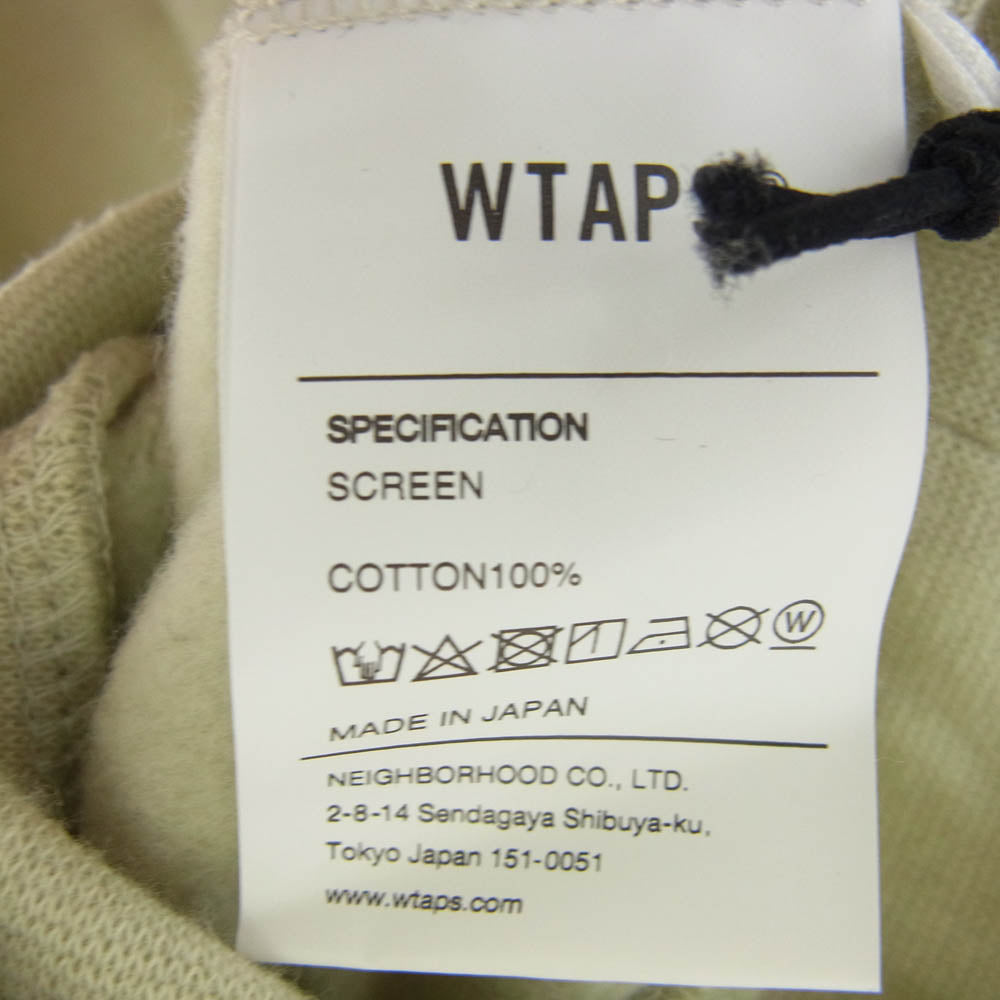 WTAP
SPECIFICATION
SCREEN
COTTON100%
W
MADE IN JAPAN
NEIGHBORHOOD CO., LTD.
2-8-14 Sendagaya Shibuya-ku,
Tokyo Japan 151-0051
www.wtaps.com